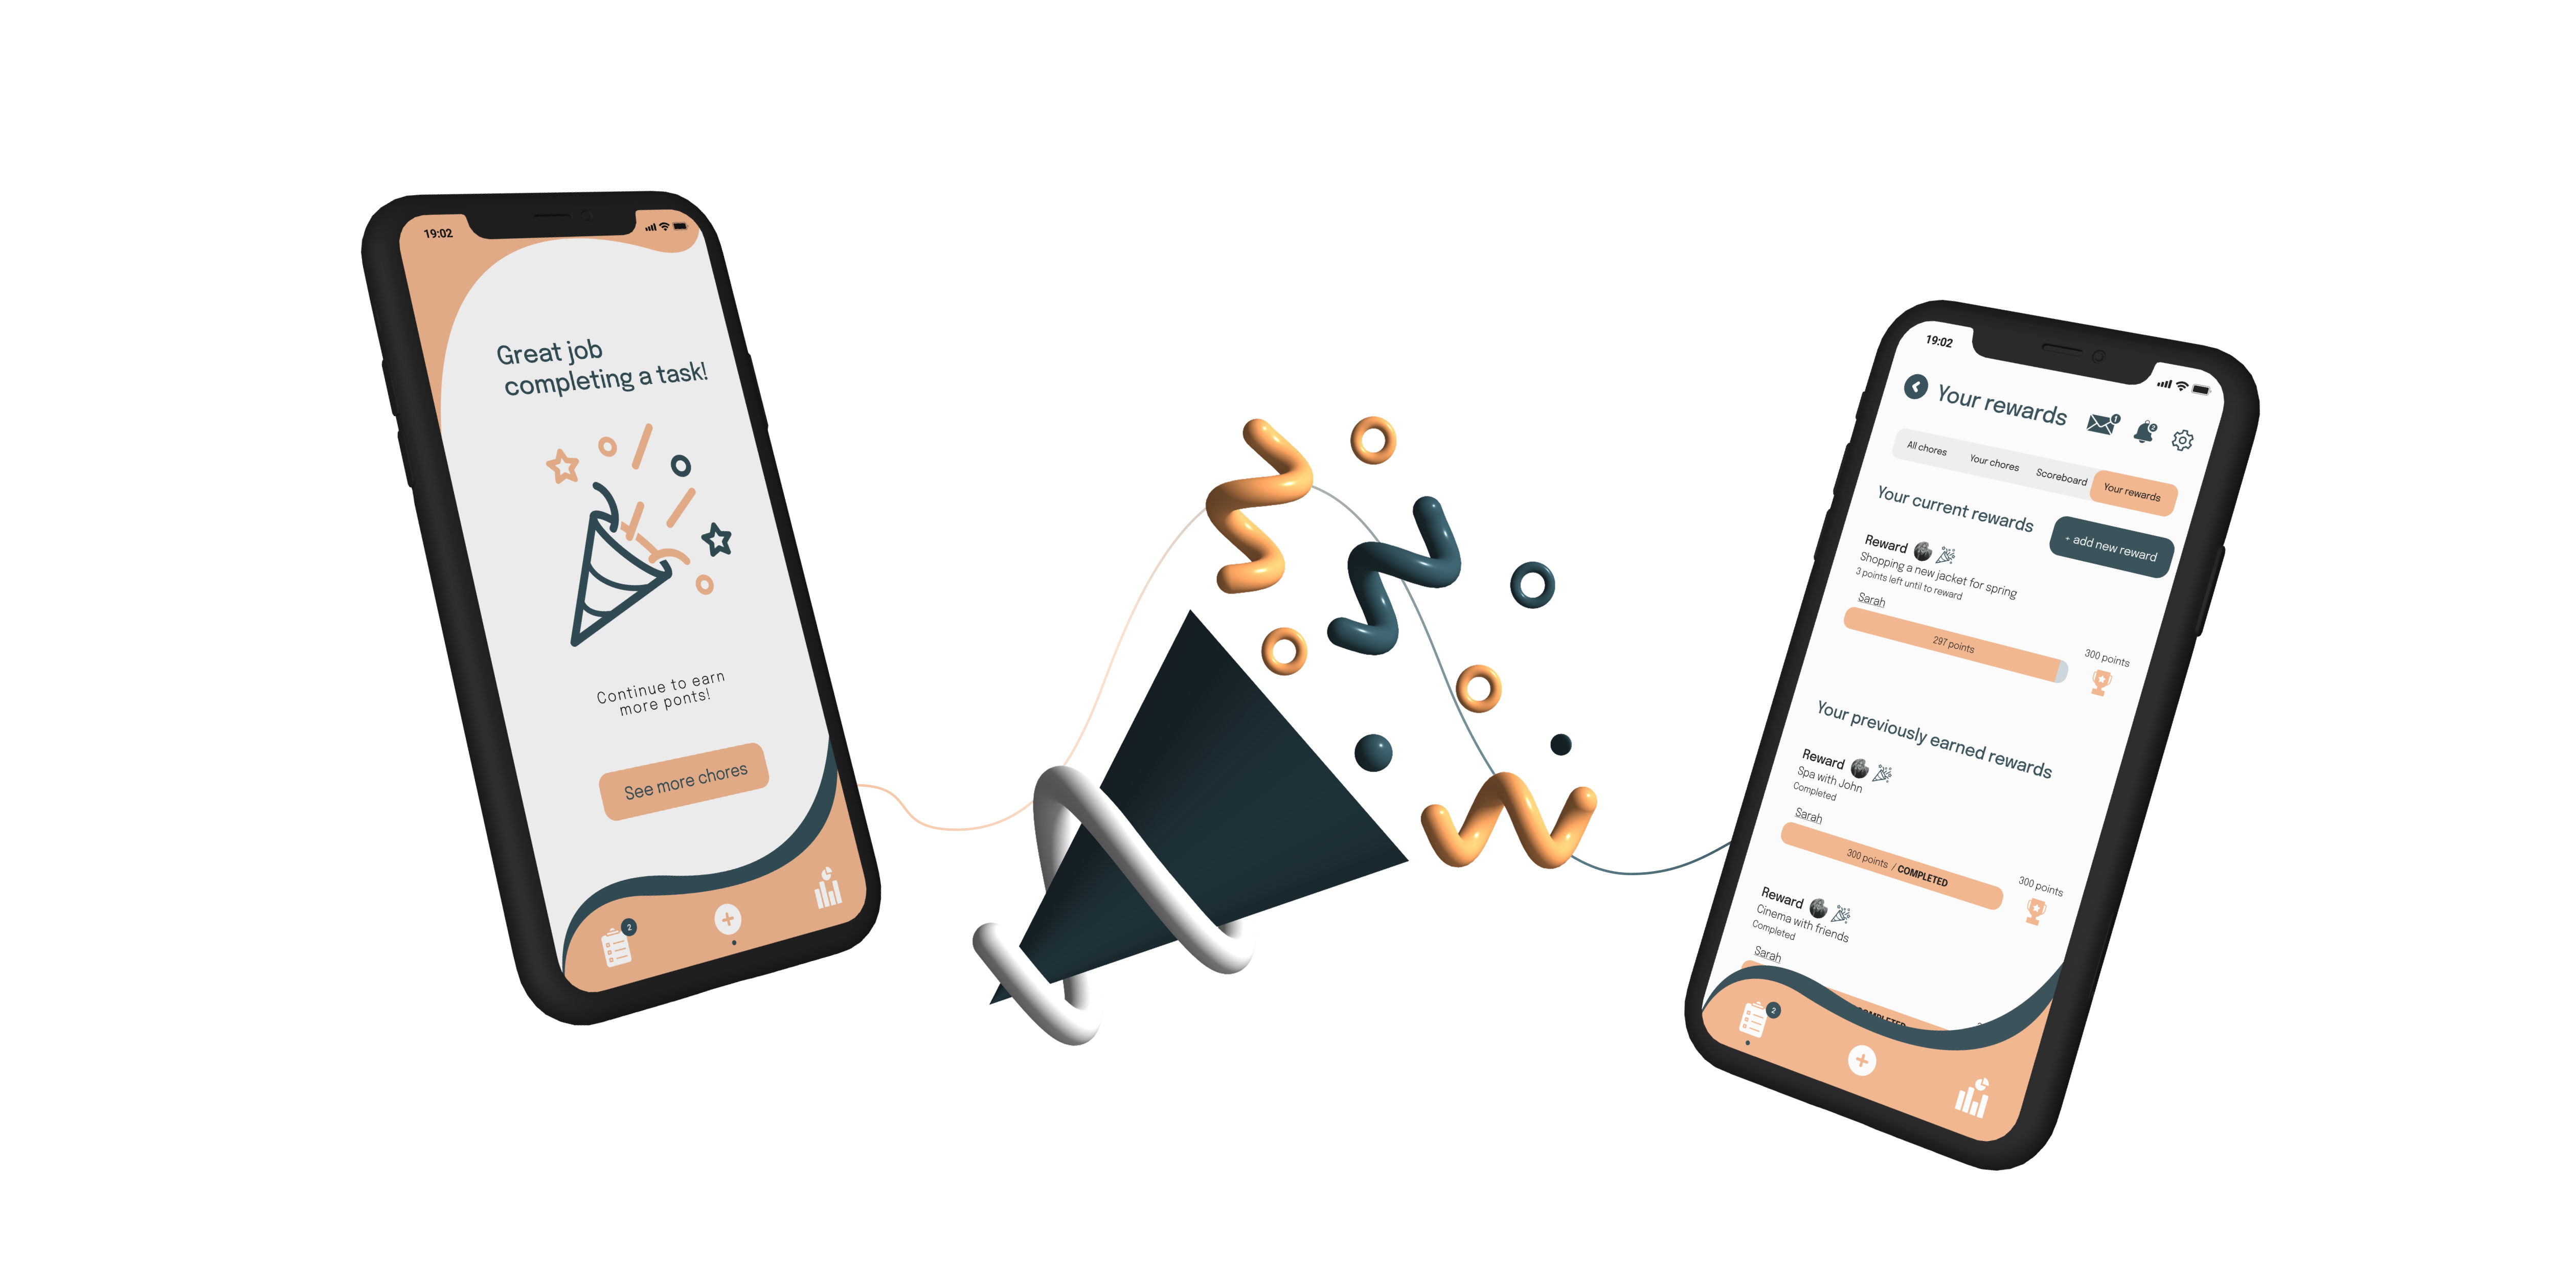 19:02
Great job
completing a task!
Continue to earn
more ponts!
See more chores
2
19:02
Your rewards
1
2
All chores
Your chores
Scoreboard
Your rewards
Your current rewards
+ add new reward
Reward
Shopping a new jacket for spring
3 points left until to reward
Sarah
297 points
300 points
Your previously earned rewards
Reward
Spa with John
Completed
Sarah
300 points / COMPLETED
300 points
Reward
Cinema with friends
Completed
Sarah
COMPLETED
2